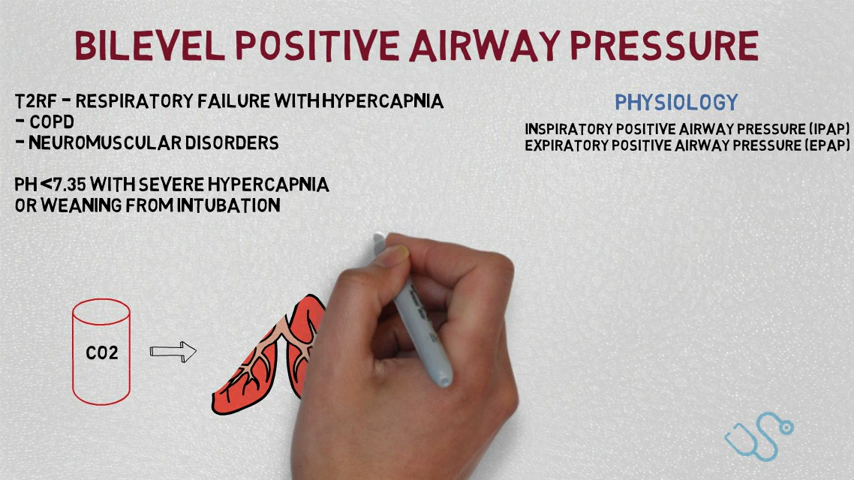 BILEVEL POSITIVE AIRWAY PRESSURE
T2RF - RESPIRATORY FAILURE WITH HYPERCAPNIA
- COPD
- NEUROMUSCULAR DISORDERS
PH <7.35 WITH SEVERE HYPERCAPNIA
OR WEANING FROM INTUBATION
PHYSIOLOGY
INSPIRATORY POSITIVE AIRWAY PRESSURE (IPAP)
EXPIRATORY POSITIVE AIRWAY PRESSURE (EPAP)
CO2